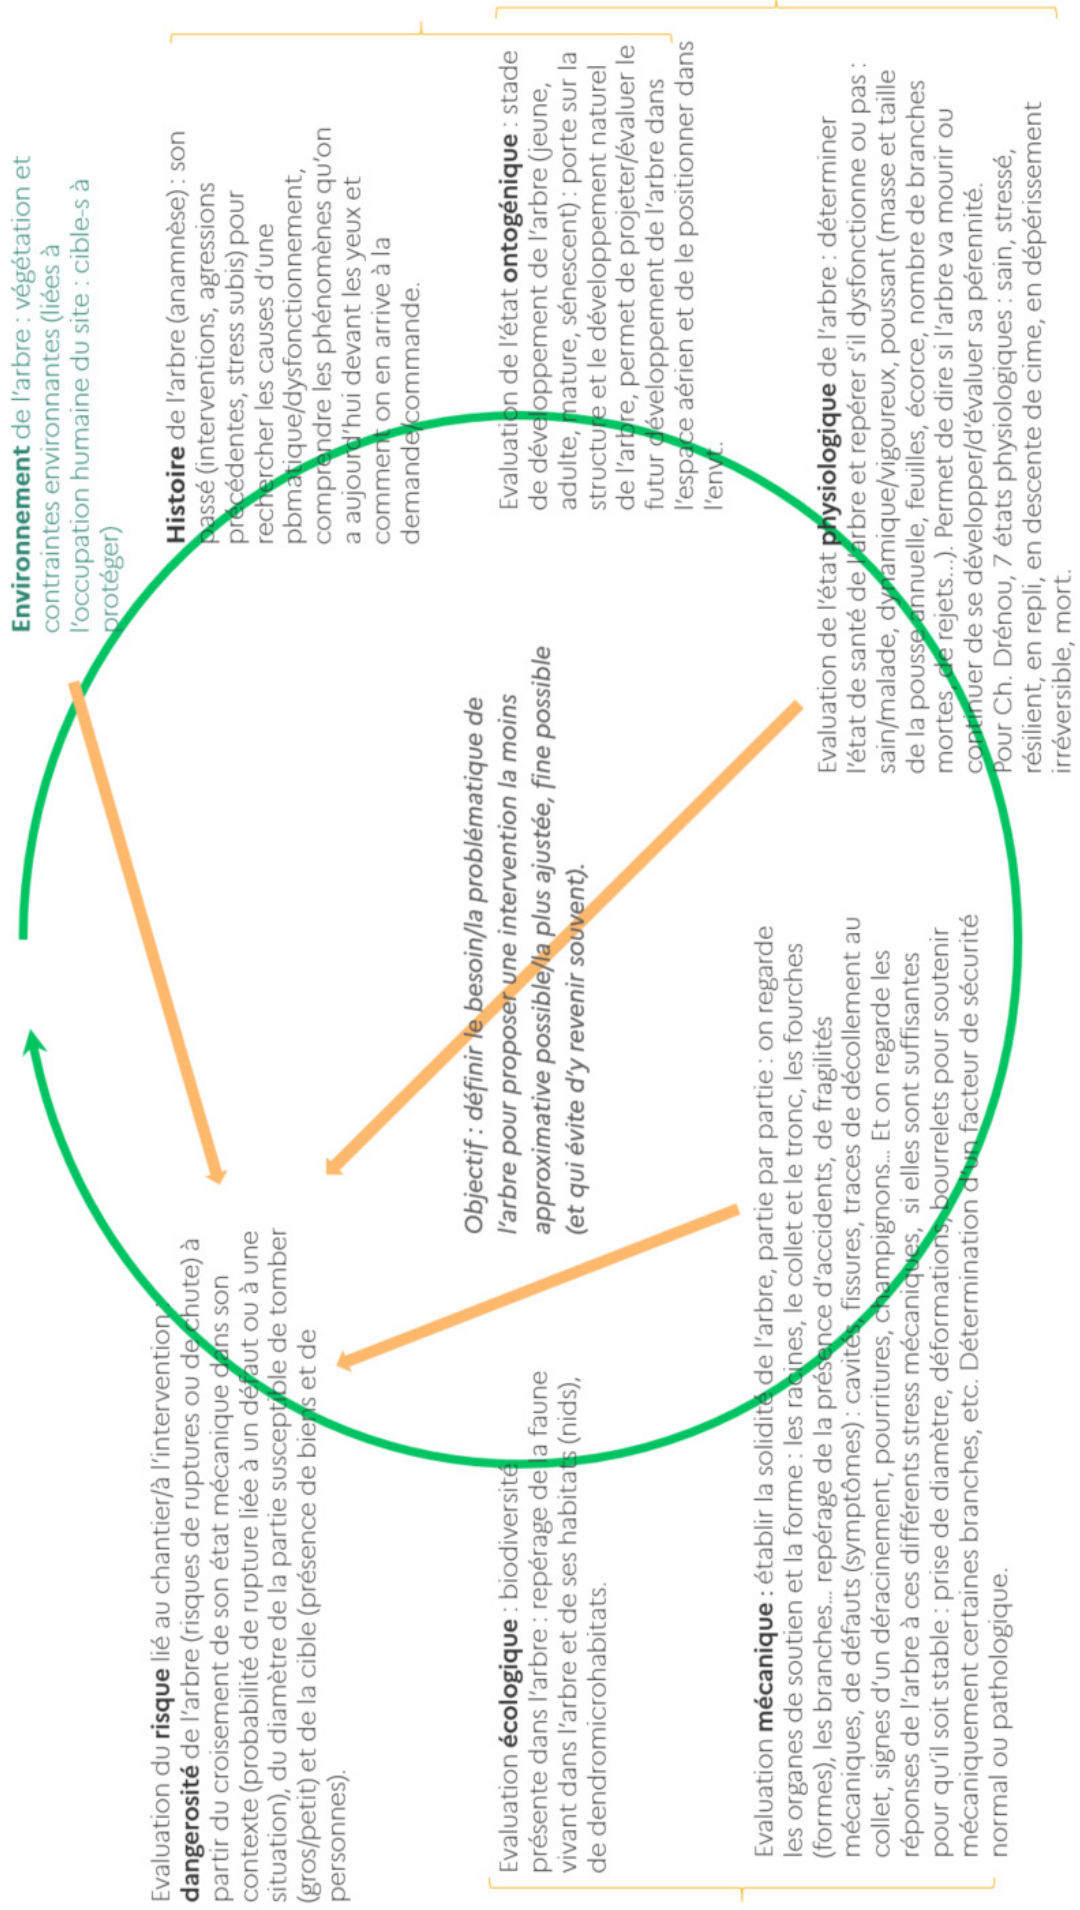 Environnement de l'arbre : végétation et
contraintes environnantes (liées à
l'occupation humaine du site : cible-s à
protéger)
Histoire de l'arbre (anamnèse) : son
passé (interventions, agressions
précédentes, stress subis) pour
rechercher les causes d'une
pbmatique/dysfonctionnement,
comprendre les phénomènes qu'on
a aujourd'hui devant les yeux et
comment on en arrive à la
demande/commande.
Evaluation de l'état ontogénique : stade
de développement de l'arbre (jeune,
adulte, mature, sénescent) : porte sur la
structure et le développement naturel
de l'arbre, permet de projeter/évaluer le
futur développement de l'arbre dans
l'espace aérien et de le positionner dans
l'envt.
Evaluation de l'état physiologique de l'arbre : déterminer
l'état de santé de l'arbre et repérer s'il dysfonctionne ou pas :
sain/malade, dynamique/vigoureux, poussant (masse et taille
de la pousse annuelle, feuilles, écorce, nombre de branches
mortes, de rejets...). Permet de dire si l'arbre va mourir ou
continuer de se développer/d'évaluer sa pérennité.
Pour Ch. Drénou, 7 états physiologiques : sain, stressé,
résilient, en repli, en descente de cime, en dépérissement
irréversible, mort.
Objectif : définir le besoin/la problématique de
l'arbre pour proposer une intervention la moins
approximative possible/la plus ajustée, fine possible
(et qui évite d'y revenir souvent).
Evaluation mécanique : établir la solidité de l'arbre, partie par partie : on regarde
les organes de soutien et la forme : les racines, le collet et le tronc, les fourches
(formes), les branches... repérage de la présence d'accidents, de fragilités
mécaniques, de défauts (symptômes) : cavités, fissures, traces de décollement au
collet, signes d'un déracinement, pourritures, champignons... Et on regarde les
réponses de l'arbre à ces différents stress mécaniques, si elles sont suffisantes
pour qu'il soit stable : prise de diamètre, déformations, bourrelets pour soutenir
mécaniquement certaines branches, etc. Détermination d'un facteur de sécurité
normal ou pathologique.
Evaluation écologique : biodiversité
présente dans l'arbre : repérage de la faune
vivant dans l'arbre et de ses habitats (nids),
de dendromicrohabitats.
Evaluation du risque lié au chantier/à l'intervention,
dangerosité de l'arbre (risques de ruptures ou de chute) à
partir du croisement de son état mécanique dans son
contexte (probabilité de rupture liée à un défaut ou à une
situation), du diamètre de la partie susceptible de tomber
(gros/petit) et de la cible (présence de biens et de
personnes).